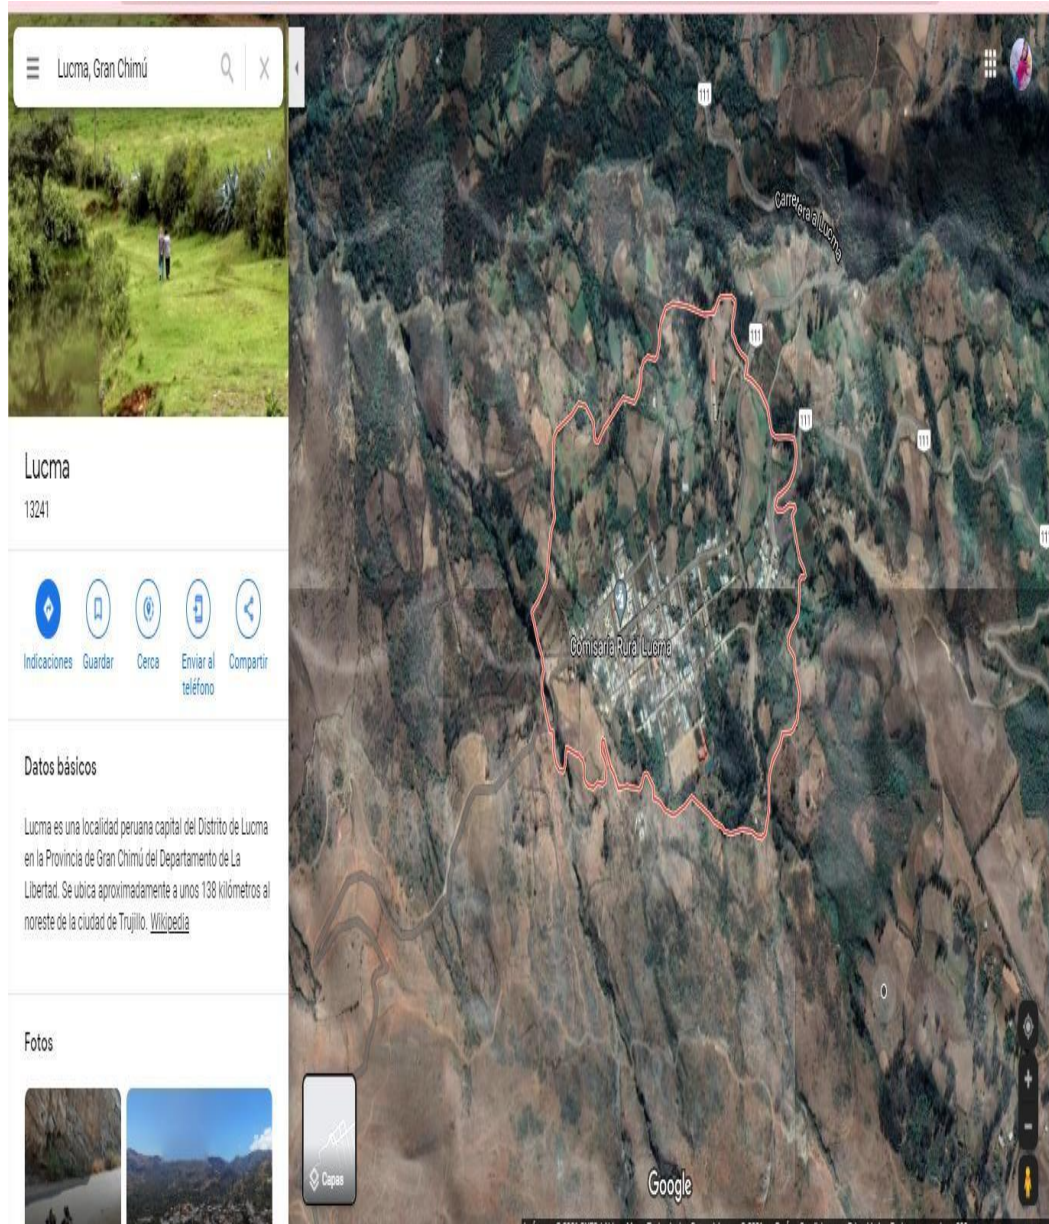 Lucma, Gran Chimú
Lucma
13241
Indicaciones
Guardar
Cerca
Enviar al
teléfono
Compartir
Datos básicos
Lucma es una localidad peruana capital del Distrito de Lucma
en la Provincia de Gran Chimú del Departamento de La
Libertad. Se ubica aproximadamente a unos 138 kilómetros al
noreste de la ciudad de Trujillo. Wikipedia
Fotos
111
Carretera a Lucma
111
111
111
Comisaría Rural Lucma
Capas
Google